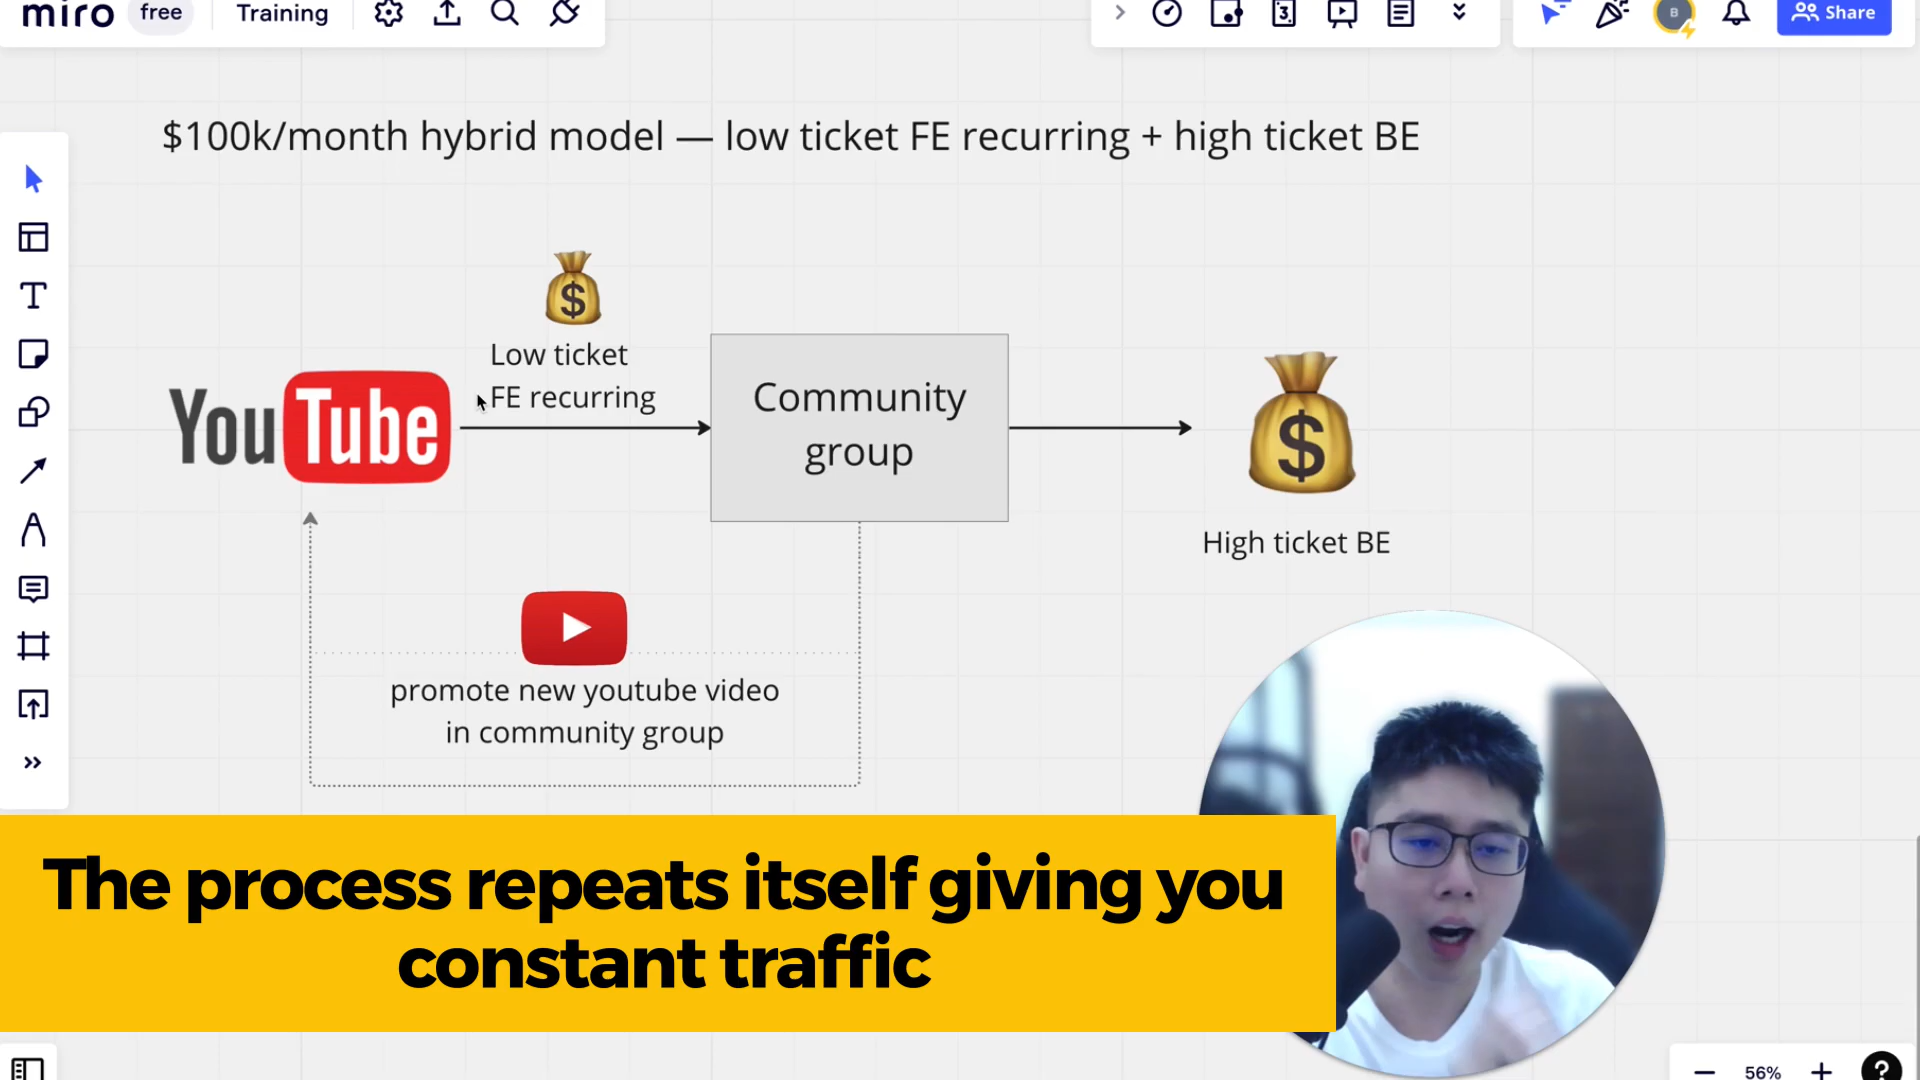 miro free Training
3
B
Share
$100k/month hybrid model — low ticket FE recurring + high ticket BE
$
Low ticket
FE recurring
YouTube
Community
group
$
High ticket BE
promote new youtube video
in community group
The process repeats itself giving you
constant traffic
56%
?